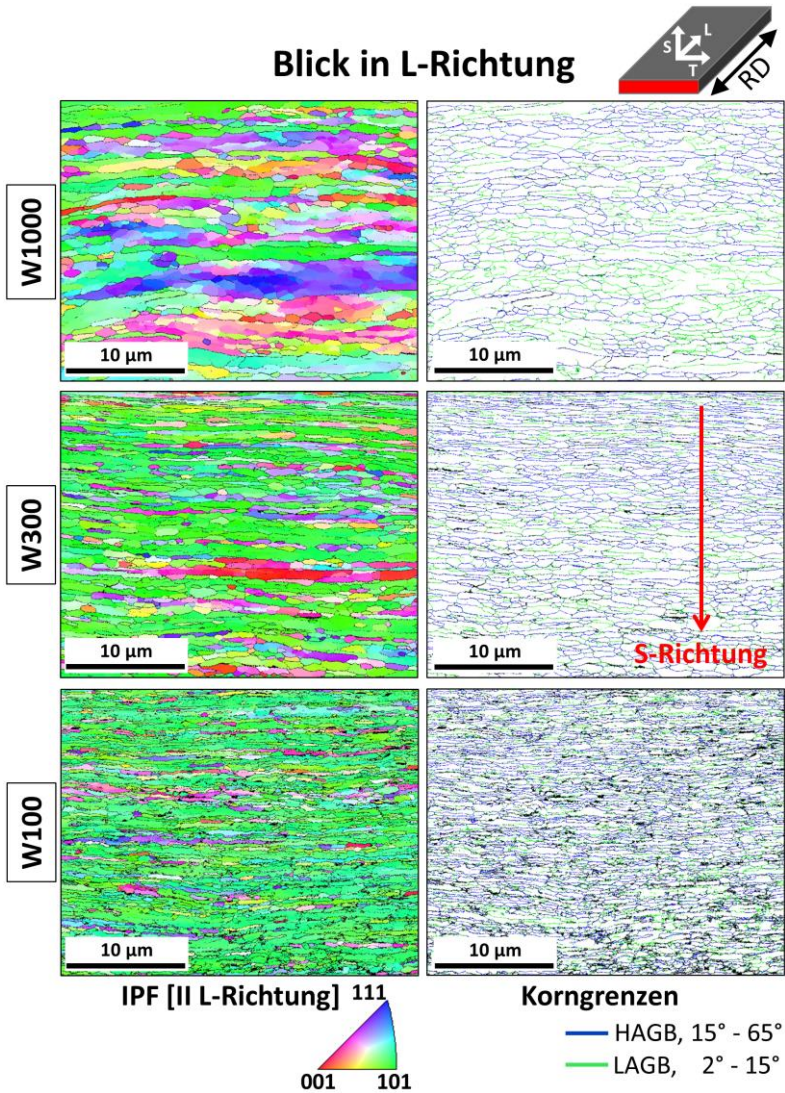 Blick in L-Richtung
S
L
T
RD
W1000
10 µm
W300
10 µm
10 µm
S-Richtung
W100
10 µm
10 µm
10 µm
IPF [II L-Richtung]
111
001
101
Korngrenzen
HAGB, 15° - 65°
LAGB, 2° - 15°